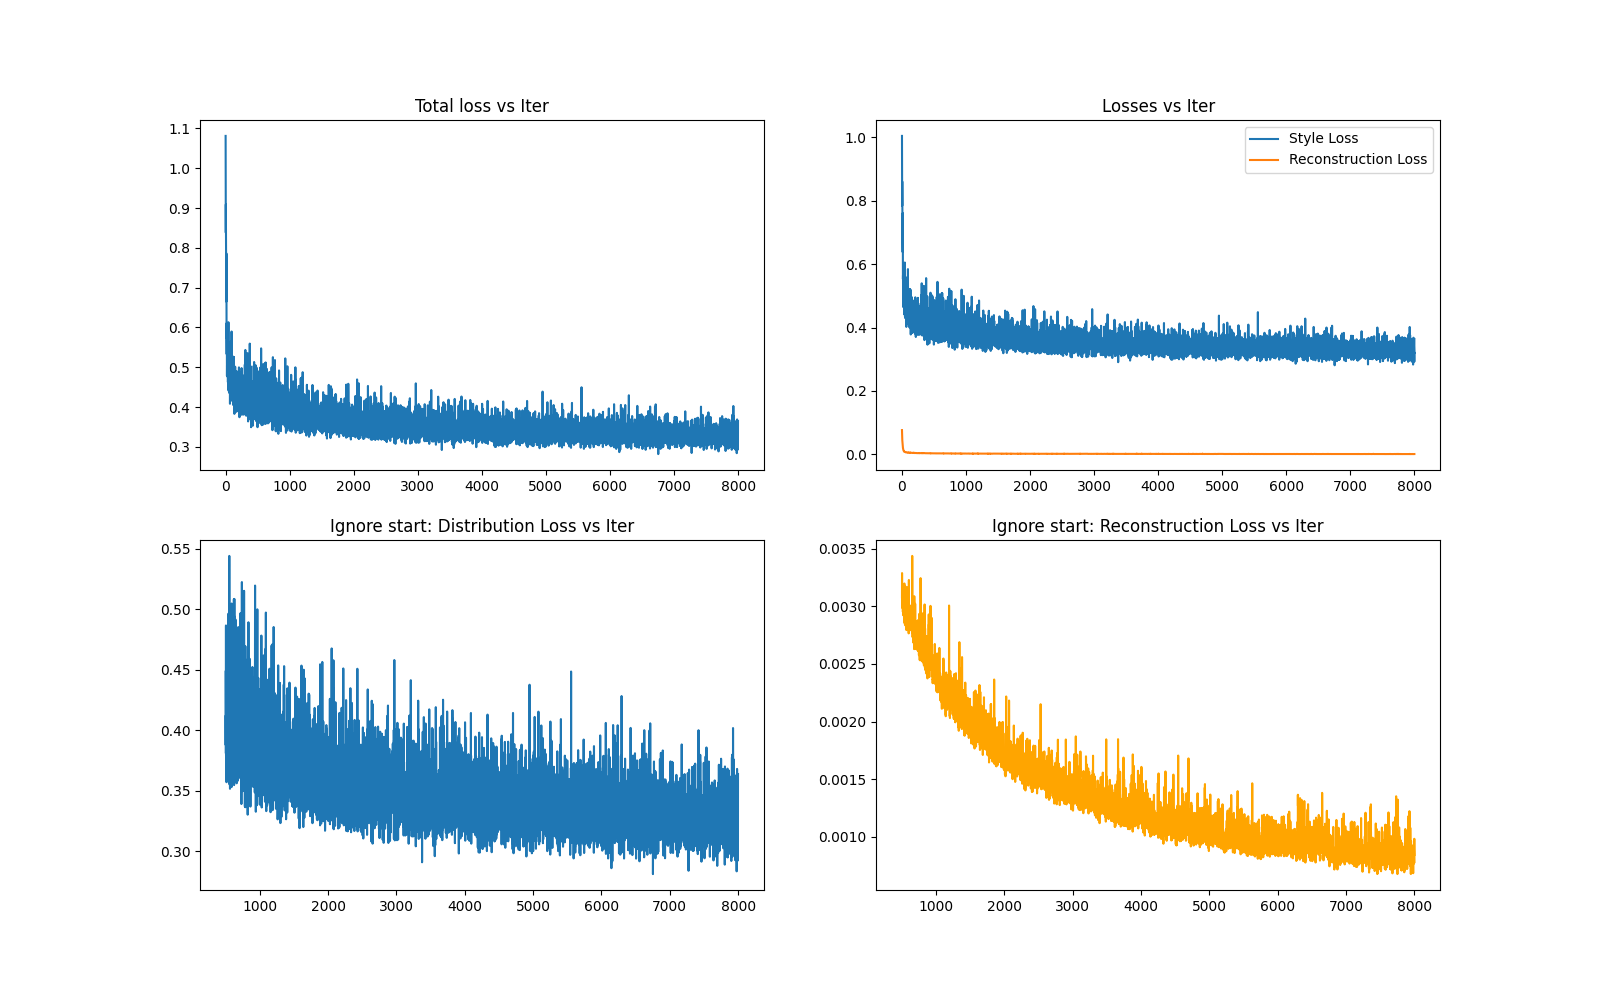 Total loss vs Iter
1.1
1.0
0.9
0.8
0.7
0.6
0.5
0.4
0.3
0 1000 2000 3000 4000 5000 6000 7000 8000
Losses vs Iter
Style Loss
Reconstruction Loss
1.0
0.8
0.6
0.4
0.2
0.0
0 1000 2000 3000 4000 5000 6000 7000 8000
Ignore start: Distribution Loss vs Iter
0.55
0.50
0.45
0.40
0.35
0.30
1000 2000 3000 4000 5000 6000 7000 8000
Ignore start: Reconstruction Loss vs Iter
0.0035
0.0030
0.0025
0.0020
0.0015
0.0010
1000 2000 3000 4000 5000 6000 7000 8000